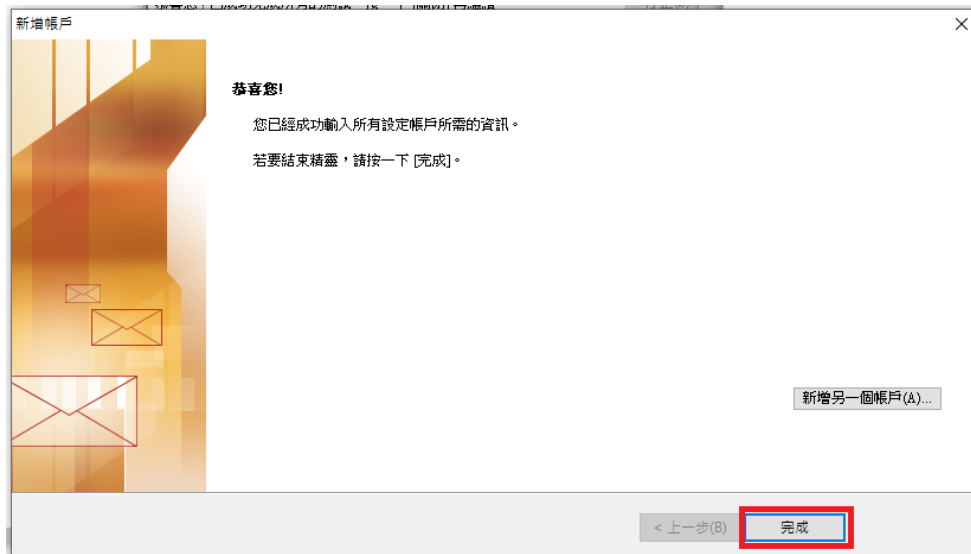 新增帳戶
恭喜您!
您已經成功輸入所有設定帳戶所需的資訊。
若要結束精靈，請按一下 [完成]。
新增另一個帳戶(A)...
< 上一步(B)
完成